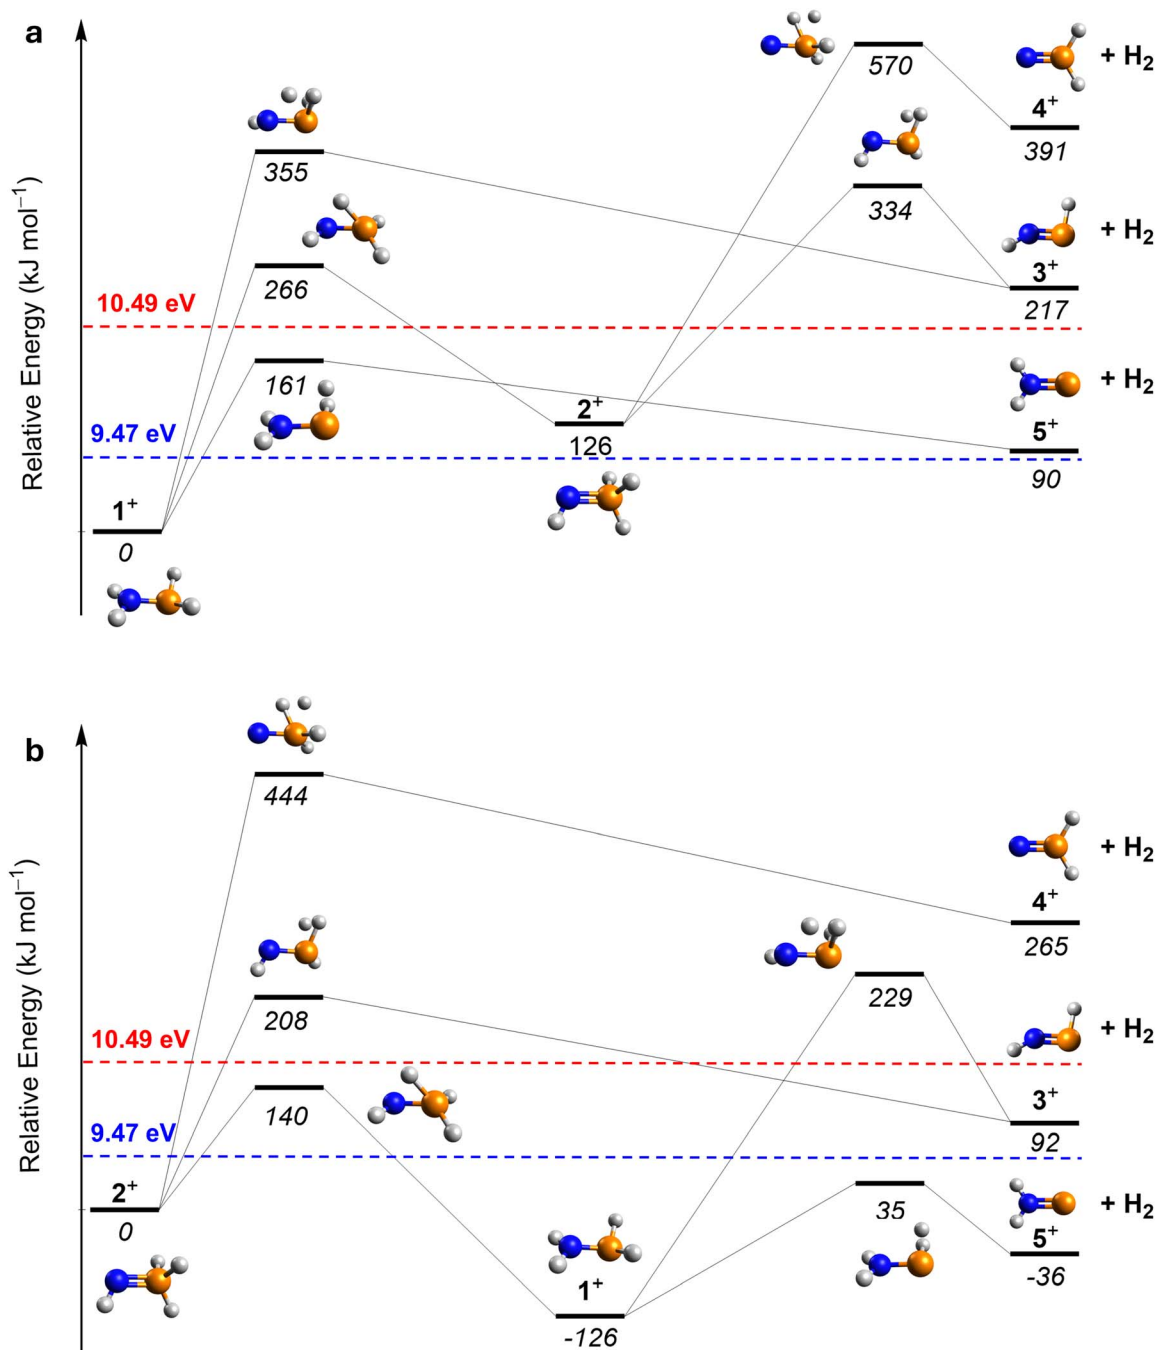 a
Relative Energy (kJ mol⁻¹)
570
+ H₂
4⁺
391
355
334
+ H₂
266
3⁺
217
10.49 eV
161
+ H₂
2⁺
126
5⁺
90
9.47 eV
1⁺
0
b
Relative Energy (kJ mol⁻¹)
444
+ H₂
4⁺
265
208
229
+ H₂
10.49 eV
140
3⁺
92
9.47 eV
2⁺
0
35
+ H₂
5⁺
-36
1⁺
-126